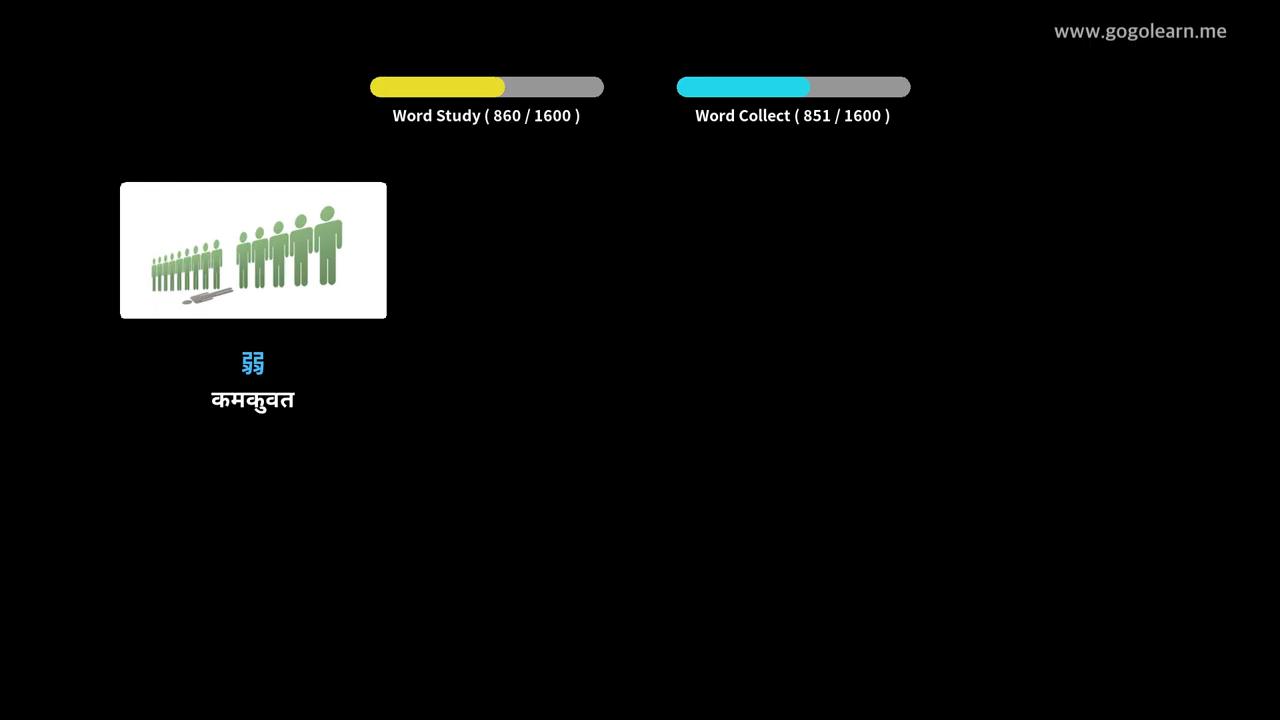 www.gogolearn.me
Word Study ( 860 / 1600 )
Word Collect ( 851 / 1600 )
弱
कमकुवत